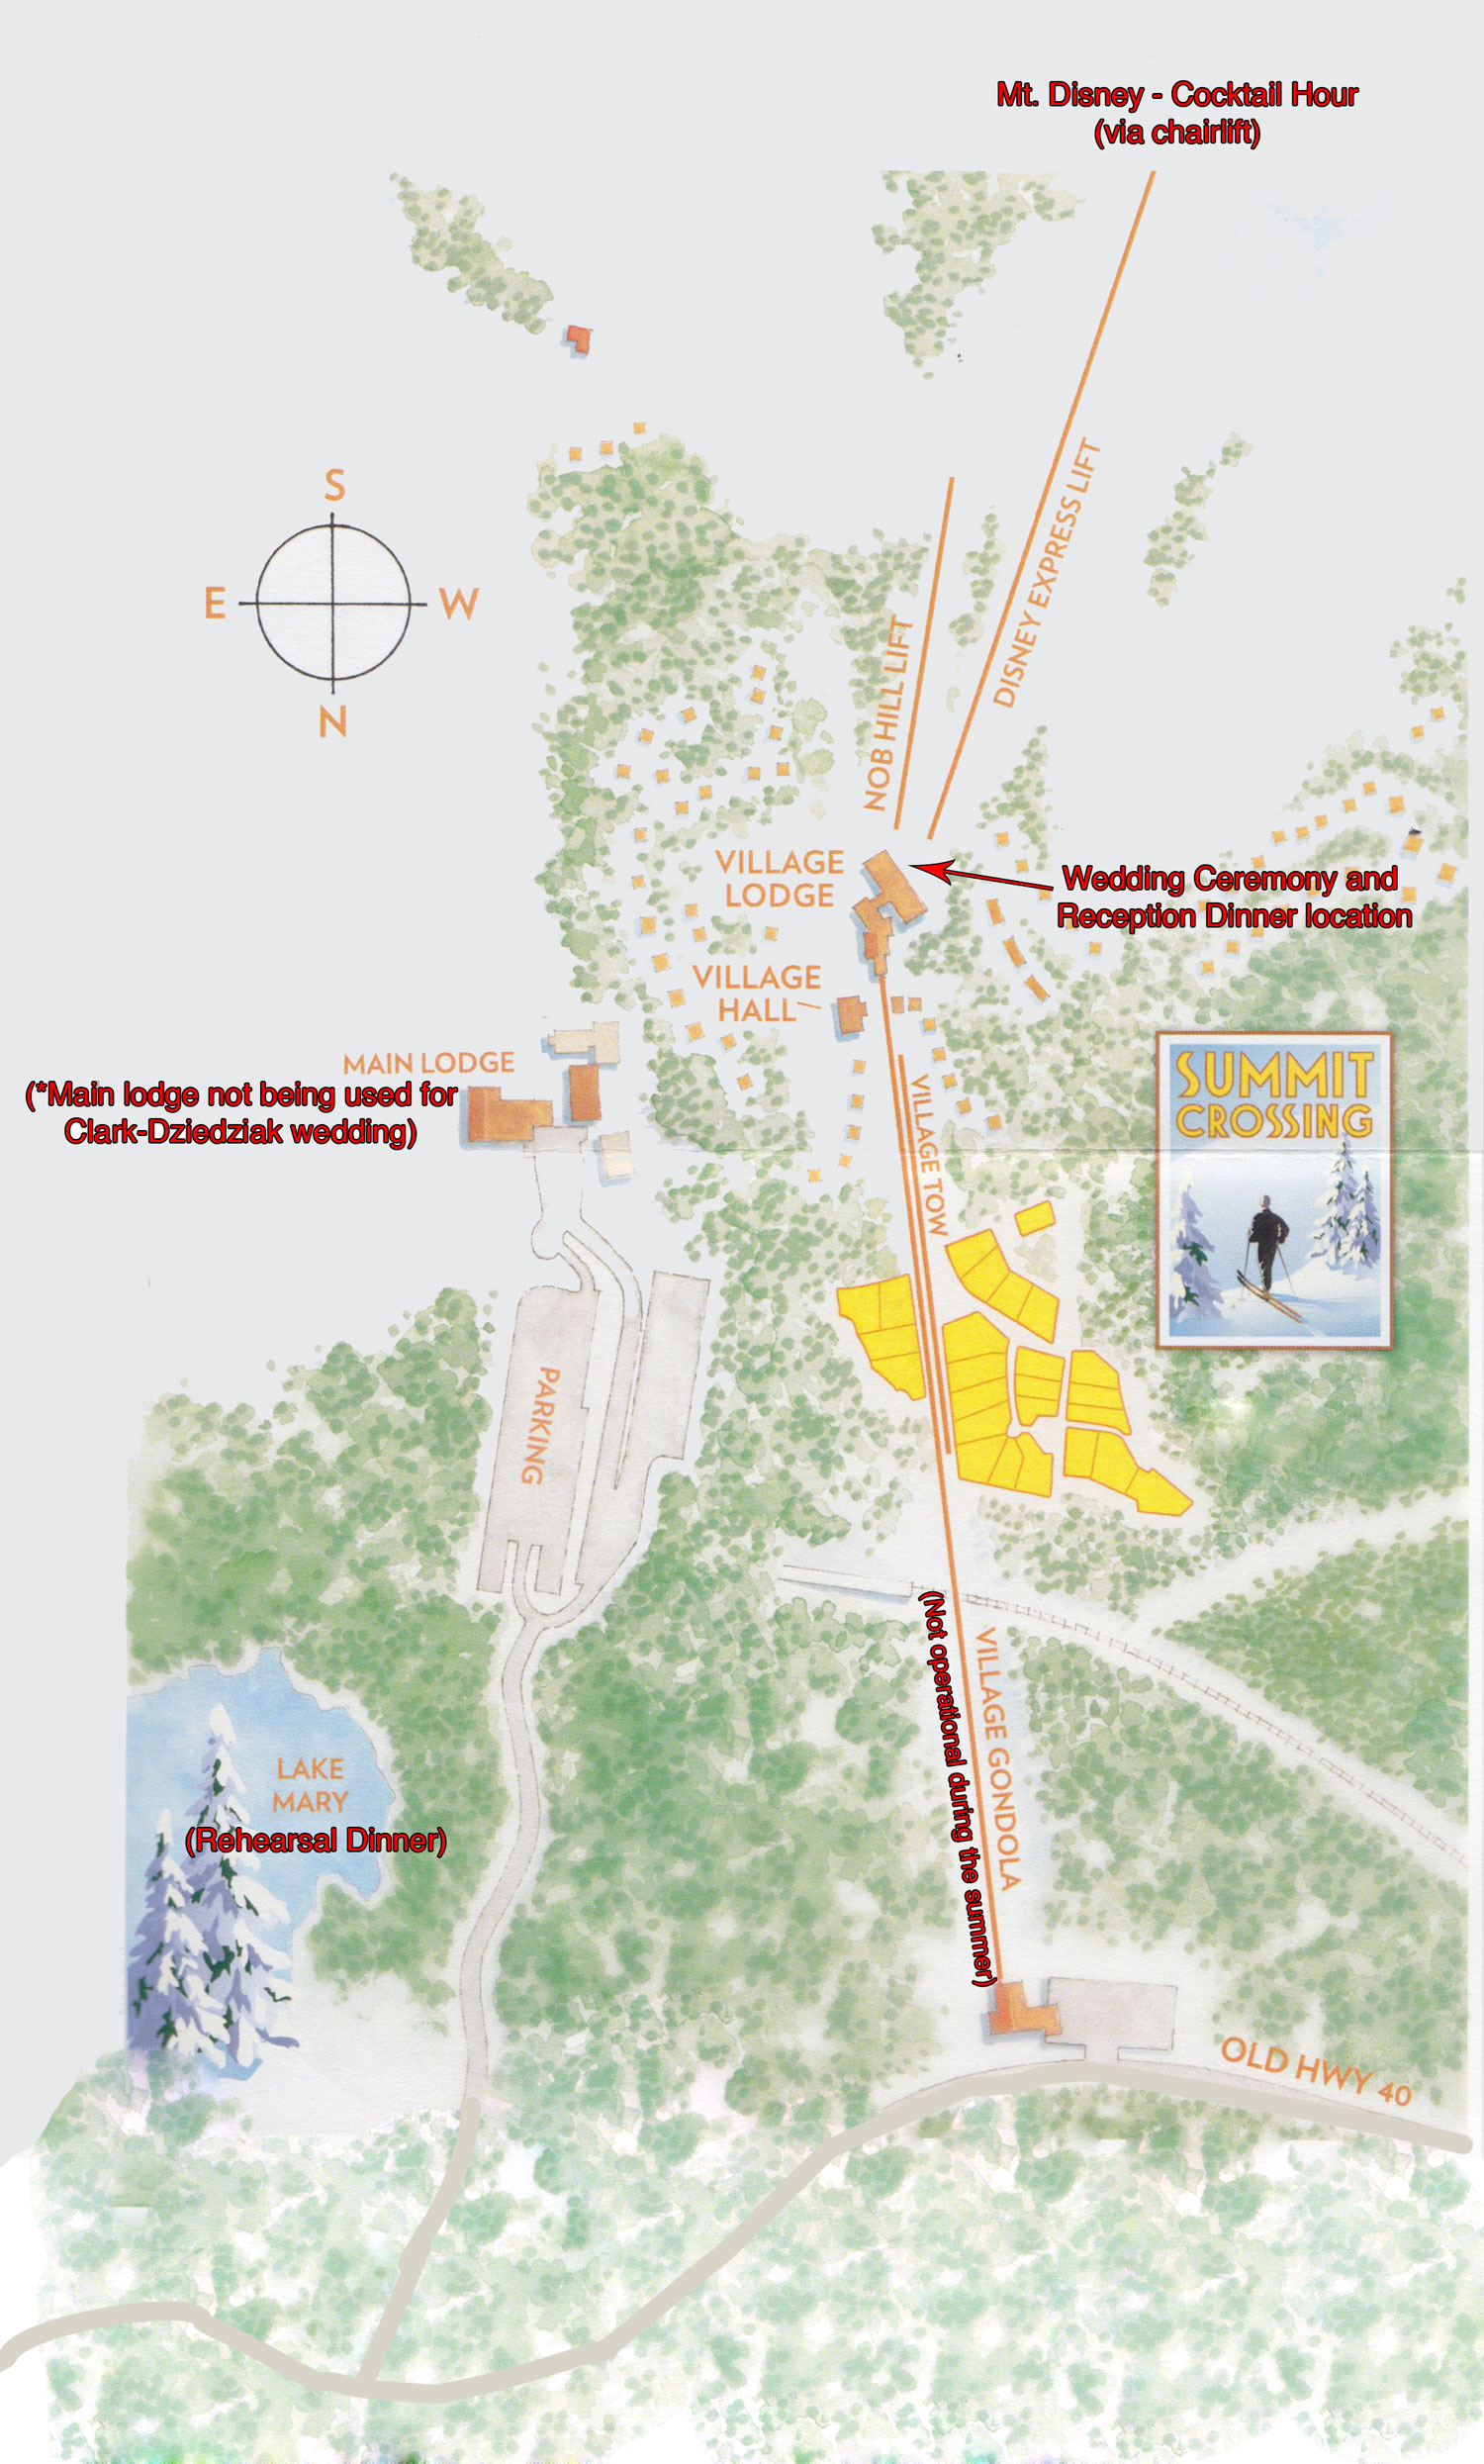 Mt. Disney - Cocktail Hour
(via chairlift)
S
E
W
N
NOB HILL LIFT
DISNEY EXPRESS LIFT
VILLAGE
LODGE
Wedding Ceremony and
Reception Dinner location
VILLAGE
HALL
MAIN LODGE
(*Main lodge not being used for
Clark-Dziedziak wedding)
VILLAGE TOW
SUMMIT
CROSSING
PARKING
(Not operational during the summer)
VILLAGE GONDOLA
LAKE
MARY
(Rehearsal Dinner)
OLD HWY 40